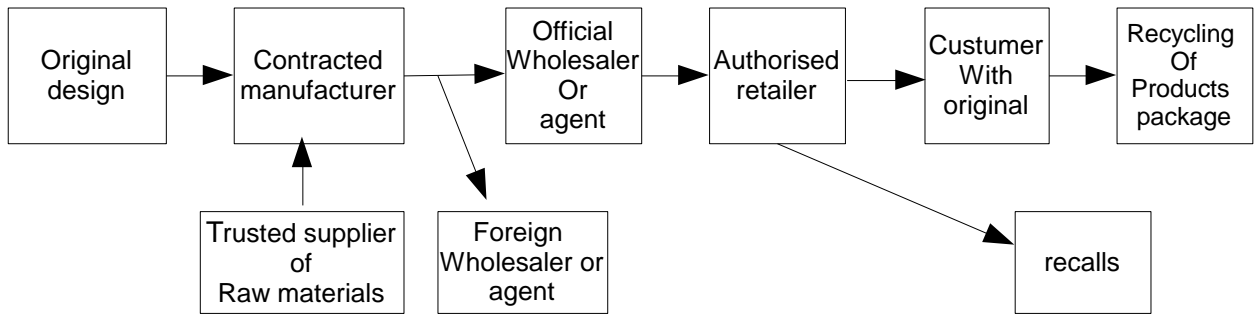 Original
design
Contracted
manufacturer
Official
Wholesaler
Or
agent
Authorised
retailer
Custumer
With
original
Recycling
Of
Products
package
Trusted supplier
of
Raw materials
Foreign
Wholesaler or
agent
recalls